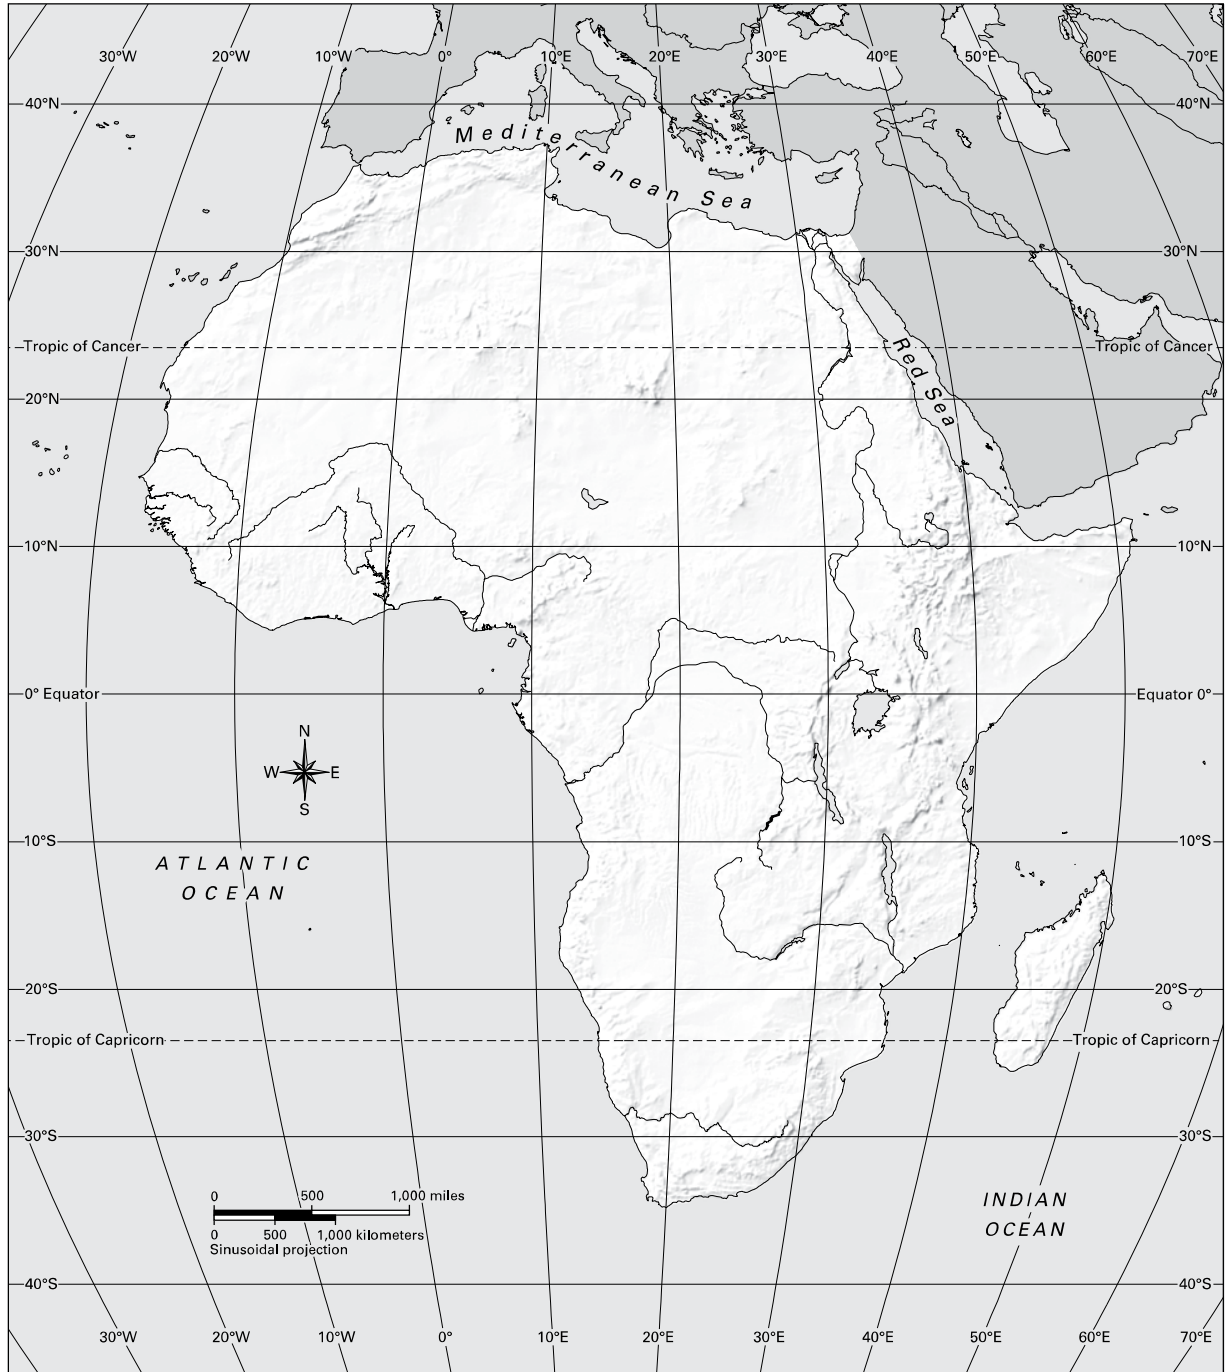 30°W 20°W 10°W 0° 10°E 20°E 30°E 40°E 50°E 60°E 70°E
40°N 40°N
Mediterranean Sea
30°N 30°N
Tropic of Cancer Tropic of Cancer
Red Sea
20°N 20°N
10°N 10°N
0° Equator Equator 0°
N
W E
S
10°S 10°S
ATLANTIC
OCEAN
20°S 20°S
Tropic of Capricorn Tropic of Capricorn
30°S 30°S
0 500 1,000 miles
0 500 1,000 kilometers
Sinusoidal projection
INDIAN
OCEAN
40°S 40°S
30°W 20°W 10°W 0° 10°E 20°E 30°E 40°E 50°E 60°E 70°E